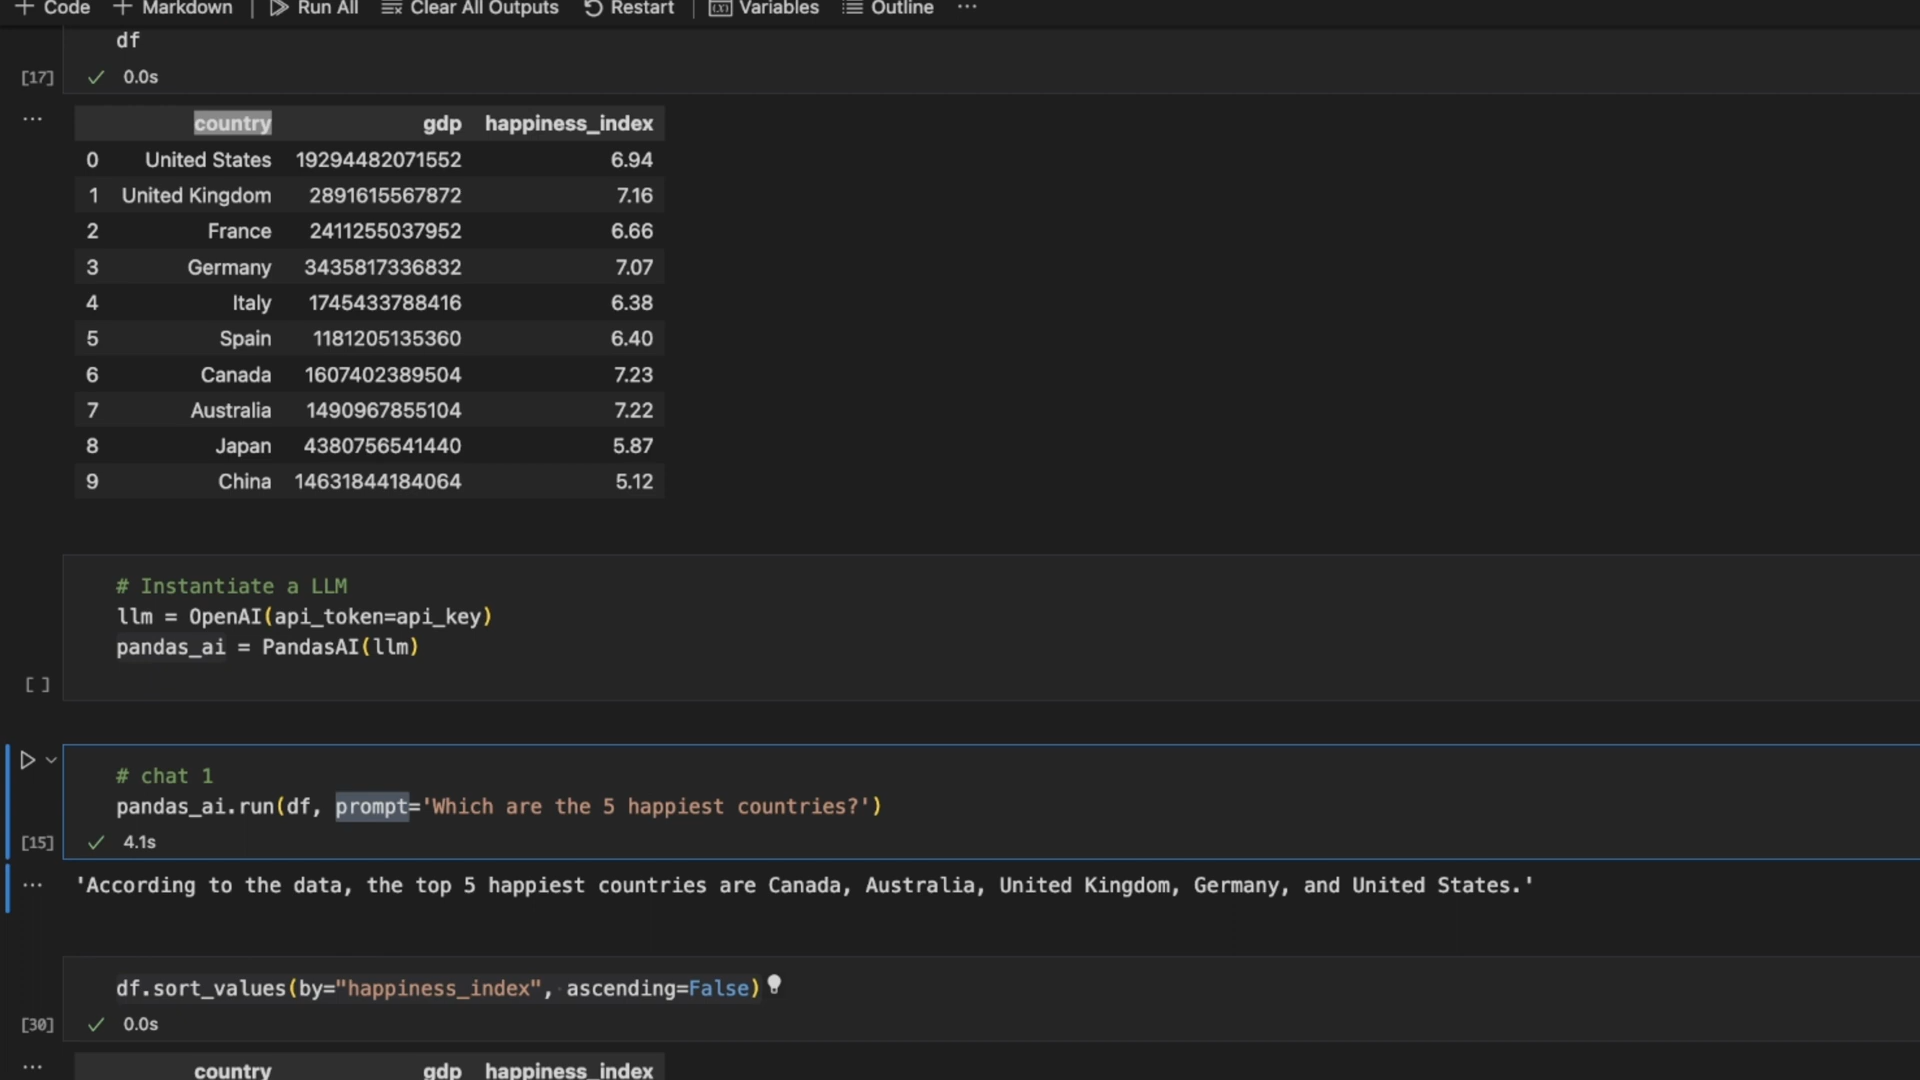 Code Markdown Run All Clear All Outputs Restart Variables Outline ...
df
[17] 0.0s
... country gdp happiness_index
0 United States 19294482071552 6.94
1 United Kingdom 2891615567872 7.16
2 France 2411255037952 6.66
3 Germany 3435817336832 7.07
4 Italy 1745433788416 6.38
5 Spain 1181205135360 6.40
6 Canada 1607402389504 7.23
7 Australia 1490967855104 7.22
8 Japan 4380756541440 5.87
9 China 14631844184064 5.12
# Instantiate a LLM
llm = OpenAI(api_token=api_key)
pandas_ai = PandasAI(llm)
[ ]
# chat 1
pandas_ai.run(df, prompt='Which are the 5 happiest countries?')
[15] 4.1s
... 'According to the data, the top 5 happiest countries are Canada, Australia, United Kingdom, Germany, and United States.'
df.sort_values(by="happiness_index", ascending=False)
[30] 0.0s
... country gdp happiness_index